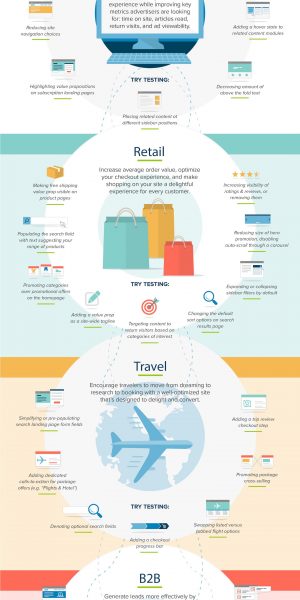 experience while improving key
metrics advertisers are looking
for: time on site, articles read,
return visits, and ad viewability.
Reducing site
navigation choices
Adding a hover state to
related content modules
TRY TESTING:
Highlighting value propositions
on subscription landing pages
Decreasing amount of
above the fold text
Placing related content at
different sidebar positions
Retail
Increase average order value, optimize
your checkout experience, and make
shopping on your site a delightful
experience for every customer.
Making free shipping
value prop visible on
product pages
Increasing visibility of
ratings & reviews, or
removing them
Populating the search field
with text suggesting your
range of products
Reducing size of hero
promotion, disabling
auto-scroll through a carousel
TRY TESTING:
Promoting categories
over promotional offers
on the homepage
Expanding or collapsing
sidebar filters by default
Adding a value prop
as a site-wide tagline
Targeting content to
return visitors based on
categories of interest
Changing the
default sort on search
results page
Travel
Encourage travelers to move from dreaming to
research to booking with a well-optimized site
that's designed to delight and convert.
Simplifying or pre-populating
search landing page form fields
Adding a trip review
checkout step
Adding dedicated
calls-to-action for package
offers (e.g. "Flights & Hotel")
Promoting package
cross-selling
TRY TESTING:
Denoting optional search fields
Adding a checkout
progress bar
Swapping listed versus
tabbed flight options
B2B
Generate leads more effectively by